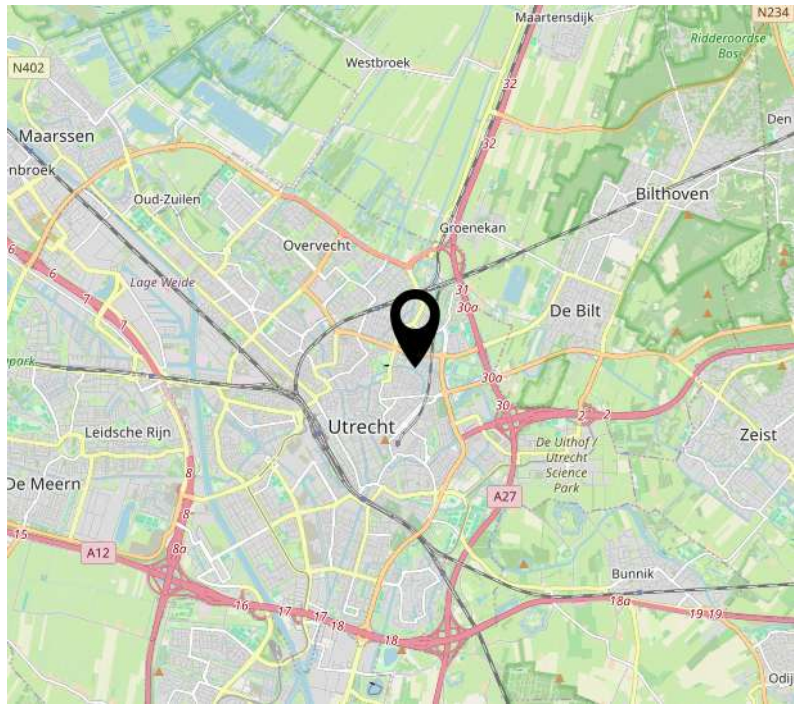 Maartensdijk
N234
Ridderoordse
Bos
N402
Westbroek
32
Maarssen
32
Den
enbroek
Bilthoven
Oud-Zuilen
Groenekan
Overvecht
6
6
Lage Weide
7
7
31
30a
De Bilt
park
30a
30
2
2
Utrecht
Leidsche Rijn
De Uithof /
Utrecht
Science
Park
Zeist
8
De Meern
A27
8
15
A12
8a
Bunnik
16
17
17
18
18
18a
19
19
Odij